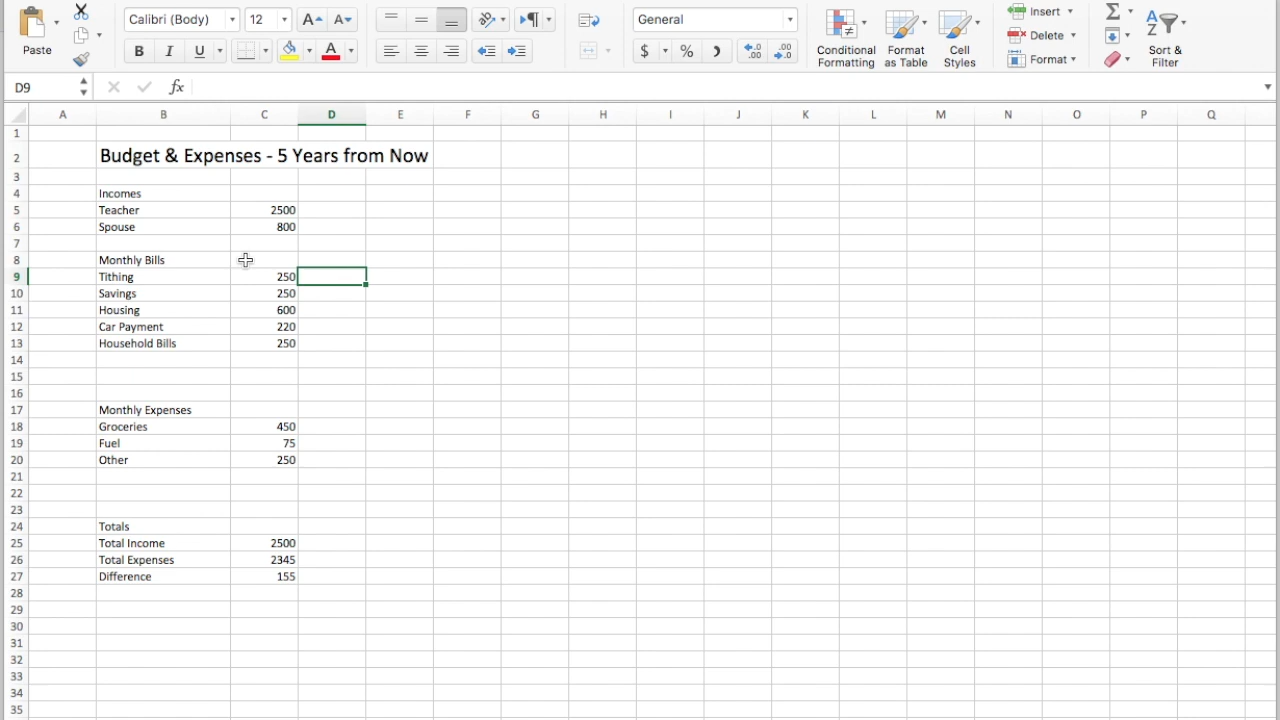 Calibri (Body) 12 A A General Insert
Paste B I U A $ % Conditional Formatting Format as Table Cell Styles Delete Format Sort & Filter
D9 fx
A B C D E F G H I J K L M N O P Q
1
2 Budget & Expenses - 5 Years from Now
3
4 Incomes
5 Teacher 2500
6 Spouse 800
7
8 Monthly Bills
9 Tithing 250
10 Savings 250
11 Housing 600
12 Car Payment 220
13 Household Bills 250
14
15
16
17 Monthly Expenses
18 Groceries 450
19 Fuel 75
20 Other 250
21
22
23
24 Totals
25 Total Income 2500
26 Total Expenses 2345
27 Difference 155
28
29
30
31
32
33
34
35